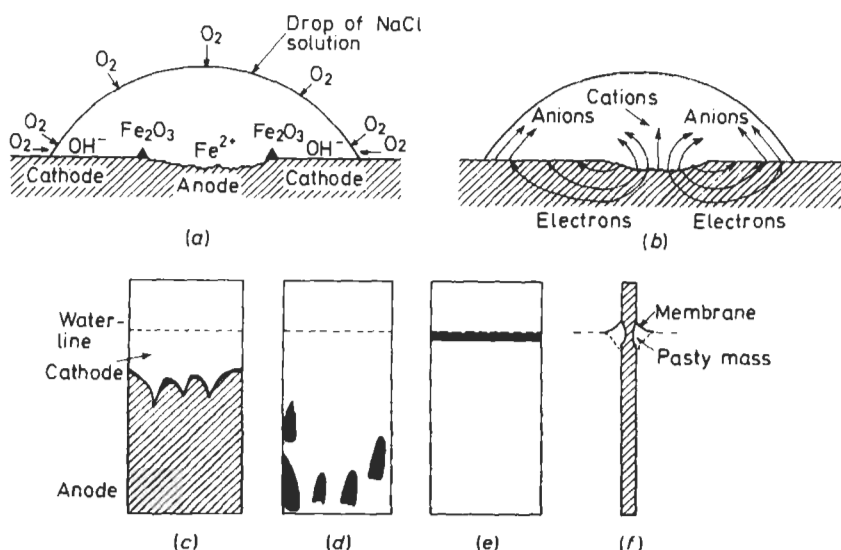 Drop of NaCl
solution
O₂
O₂
O₂
O₂
O₂
O₂
O₂
O₂
OH⁻
Fe₂O₃
Fe²⁺
Fe₂O₃
OH⁻
Cathode
Anode
Cathode
(a)
Cations
Anions
Anions
Electrons
Electrons
(b)
Water-
line
Cathode
Anode
(c)
(d)
(e)
Membrane
Pasty mass
(f)